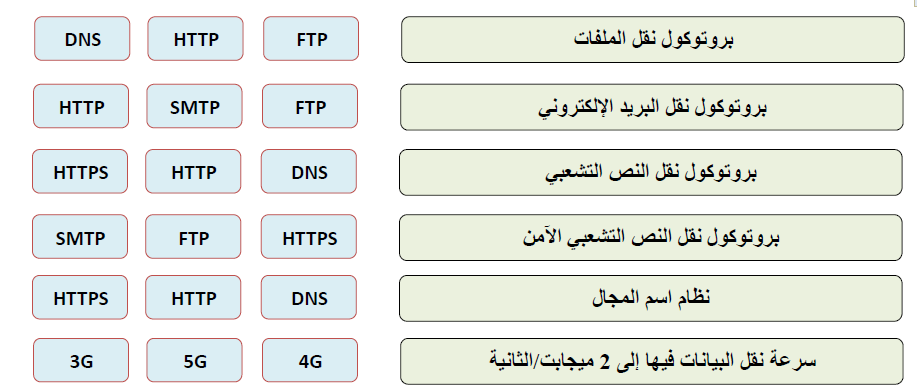 بروتوكول نقل الملفات FTP HTTP DNS
بروتوكول نقل البريد الإلكتروني FTP SMTP HTTP
بروتوكول نقل النص التشعبي DNS HTTP HTTPS
بروتوكول نقل النص التشعبي الآمن HTTPS FTP SMTP
نظام اسم المجال DNS HTTP HTTPS
سرعة نقل البيانات فيها إلى 2 ميجابت/الثانية 4G 5G 3G